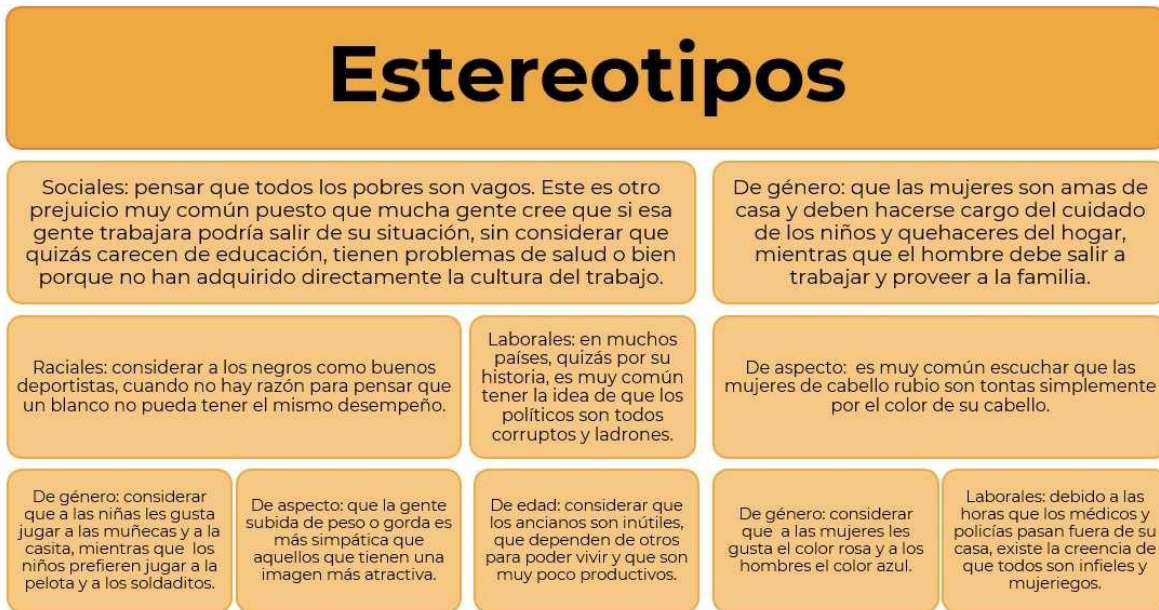 Estereotipos
Sociales: pensar que todos los pobres son vagos. Este es otro
prejuicio muy común puesto que mucha gente cree que si esa
gente trabajara podría salir de su situación, sin considerar que
quizás carecen de educación, tienen problemas de salud o bien
porque no han adquirido directamente la cultura del trabajo.
De género: que las mujeres son amas de
casa y deben hacerse cargo del cuidado
de los niños y quehaceres del hogar,
mientras que el hombre debe salir a
trabajar y proveer a la familia.
Raciales: considerar a los negros como buenos
deportistas, cuando no hay razón para pensar que
un blanco no pueda tener el mismo desempeño.
Laborales: en muchos
países, quizás por su
historia, es muy común
tener la idea de que los
políticos son todos
corruptos y ladrones.
De aspecto: es muy común escuchar que las
mujeres de cabello rubio son tontas simplemente
por el color de su cabello.
De género: considerar
que a las niñas les gusta
jugar a las muñecas y a la
casita, mientras que los
niños prefieren jugar a la
pelota y a los soldaditos.
De aspecto: que la gente
subida de peso o gorda es
más simpática que
aquellos que tienen una
imagen más atractiva.
De edad: considerar que
los ancianos son inútiles,
que dependen de otros
para poder vivir y que son
muy poco productivos.
De género: considerar
que a las mujeres les
gusta el color rosa y a los
hombres el color azul.
Laborales: debido a las
horas que los médicos y
policías pasan fuera de su
casa, existe la creencia de
que todos son infieles y
mujeriegos.